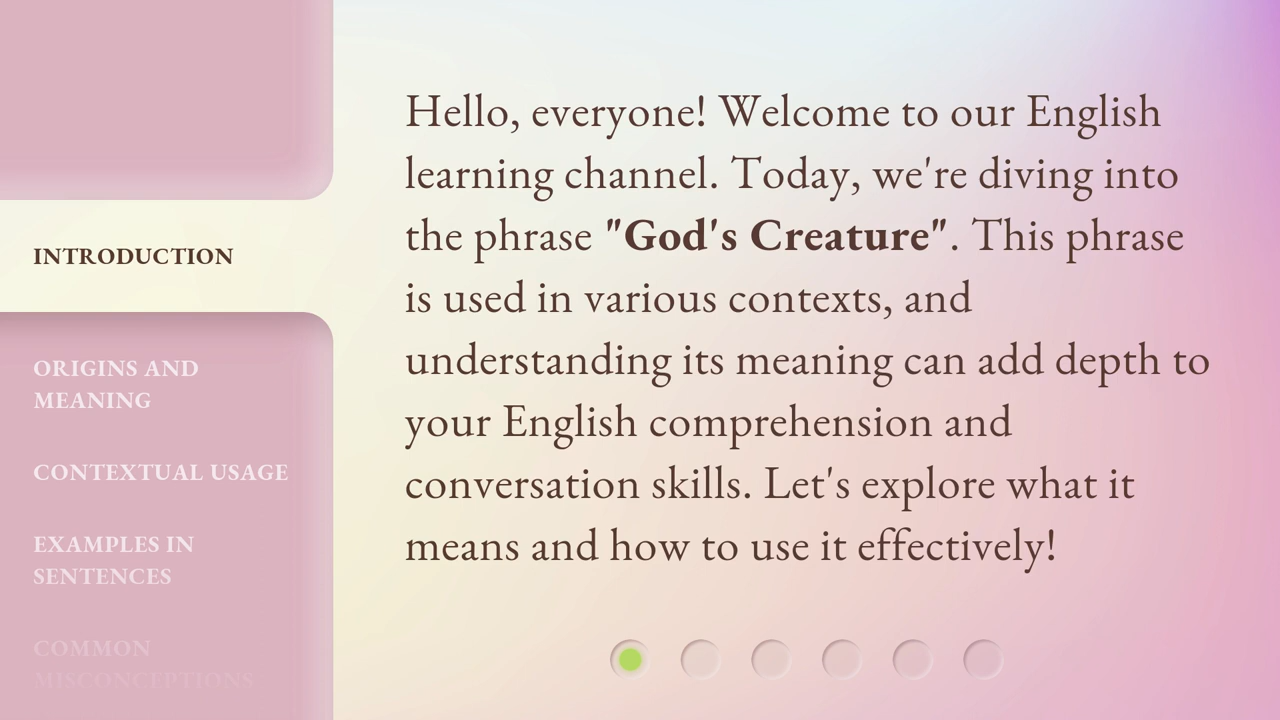 INTRODUCTION
ORIGINS AND
MEANING
CONTEXTUAL USAGE
EXAMPLES IN
SENTENCES
COMMON
MISCONCEPTIONS
Hello, everyone! Welcome to our English
learning channel. Today, we're diving into
the phrase "God's Creature". This phrase
is used in various contexts, and
understanding its meaning can add depth to
your English comprehension and
conversation skills. Let's explore what it
means and how to use it effectively!